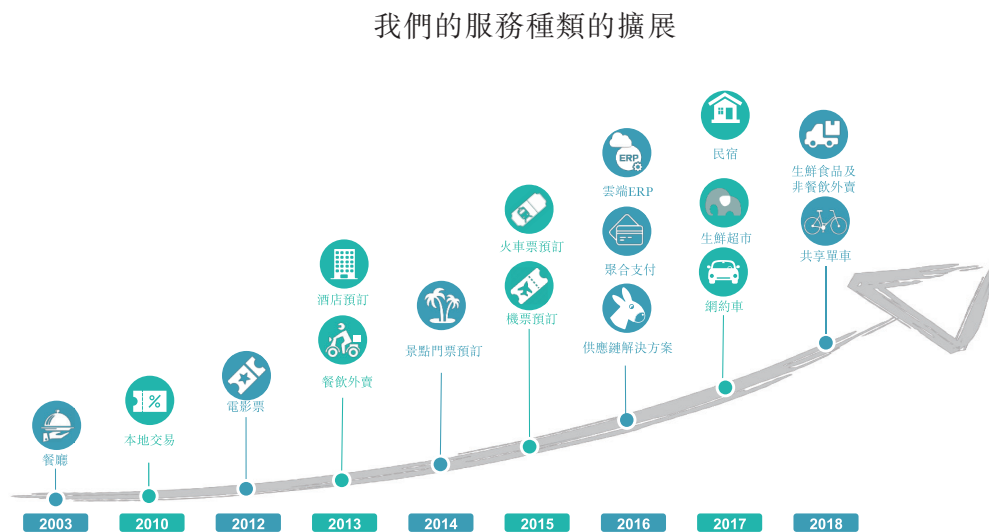 我們的服務種類的擴展
餐廳
本地交易
%
電影票
酒店預訂
餐飲外賣
景點門票預訂
火車票預訂
機票預訂
ERP
雲端ERP
聚合支付
供應鏈解決方案
民宿
生鮮超市
網約車
生鮮食品及
非餐飲外賣
共享單車
2003
2010
2012
2013
2014
2015
2016
2017
2018